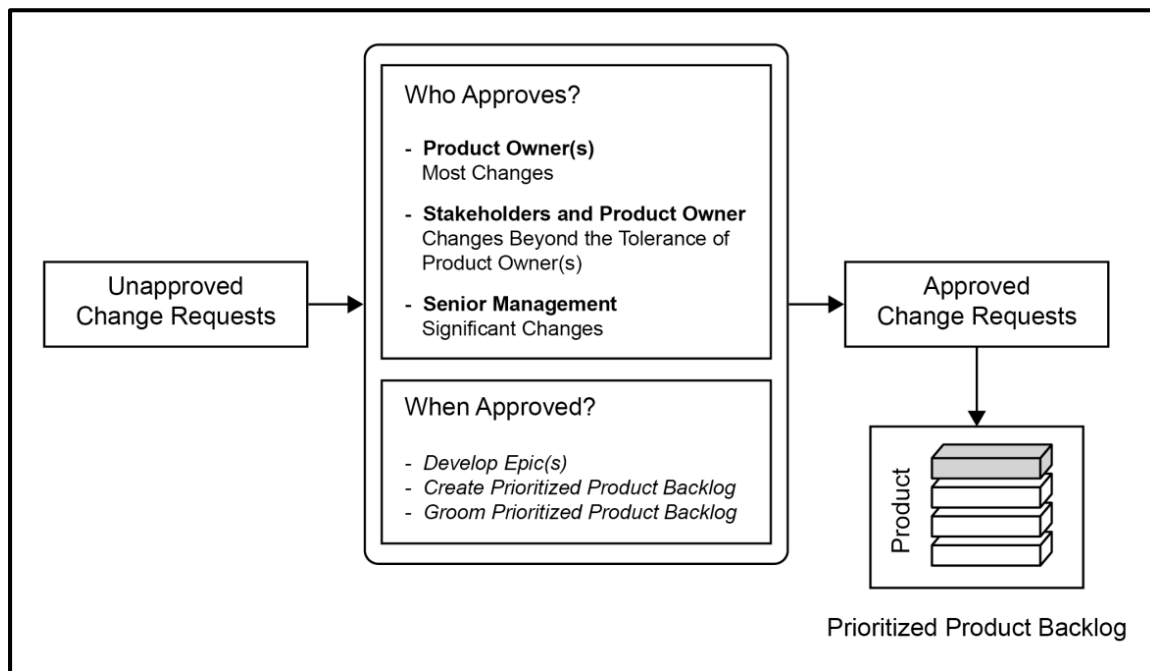 Unapproved
Change Requests
Who Approves?
- Product Owner(s)
Most Changes
- Stakeholders and Product Owner
Changes Beyond the Tolerance of
Product Owner(s)
- Senior Management
Significant Changes
When Approved?
- Develop Epic(s)
- Create Prioritized Product Backlog
- Groom Prioritized Product Backlog
Approved
Change Requests
Product
Prioritized Product Backlog